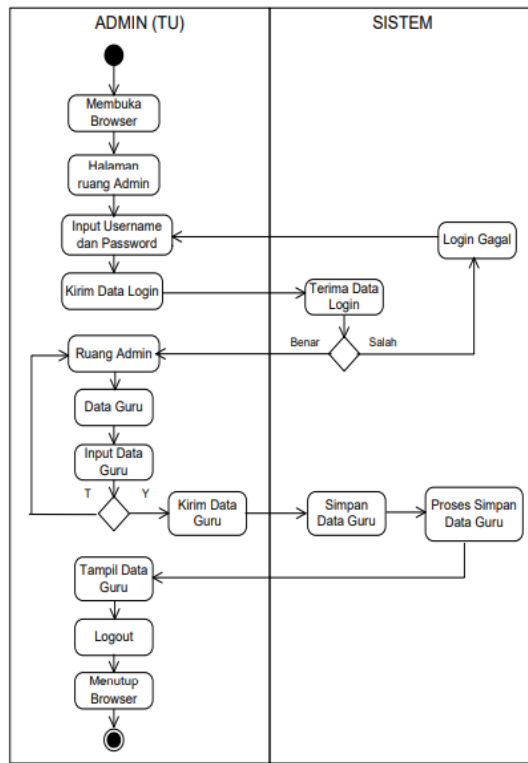 ADMIN (TU)
SISTEM
Membuka
Browser
Halaman
ruang Admin
Input Username
dan Password
Login Gagal
Kirim Data Login
Terima Data
Login
Benar
Salah
Ruang Admin
Data Guru
Input Data
Guru
T
Y
Kirim Data
Guru
Simpan
Data Guru
Proses Simpan
Data Guru
Tampil Data
Guru
Logout
Menutup
Browser